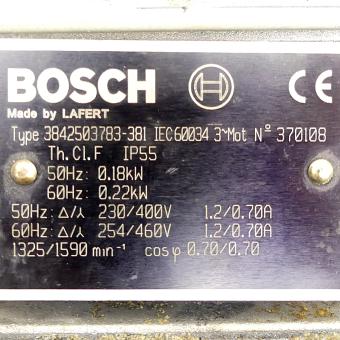 BOSCH CE
Made by LAFERT
Type 3842503783-381 IEC60034 3~Mot Nº 370108
Th.Cl.F IP55
50Hz: 0.18kW
60Hz: 0.22kW
50Hz: △/⅄ 230/400V 1.2/0.70A
60Hz: △/⅄ 254/460V 1.2/0.70A
1325/1590 min⁻¹ cosφ 0.70/0.70